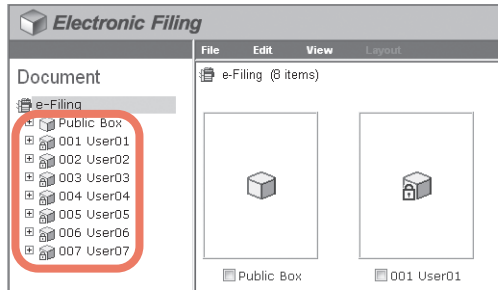 Electronic Filing
File Edit View Layout
Document
e-Filing
Public Box
001 User01
002 User02
003 User03
004 User04
005 User05
006 User06
007 User07
e-Filing (8 items)
Public Box
001 User01